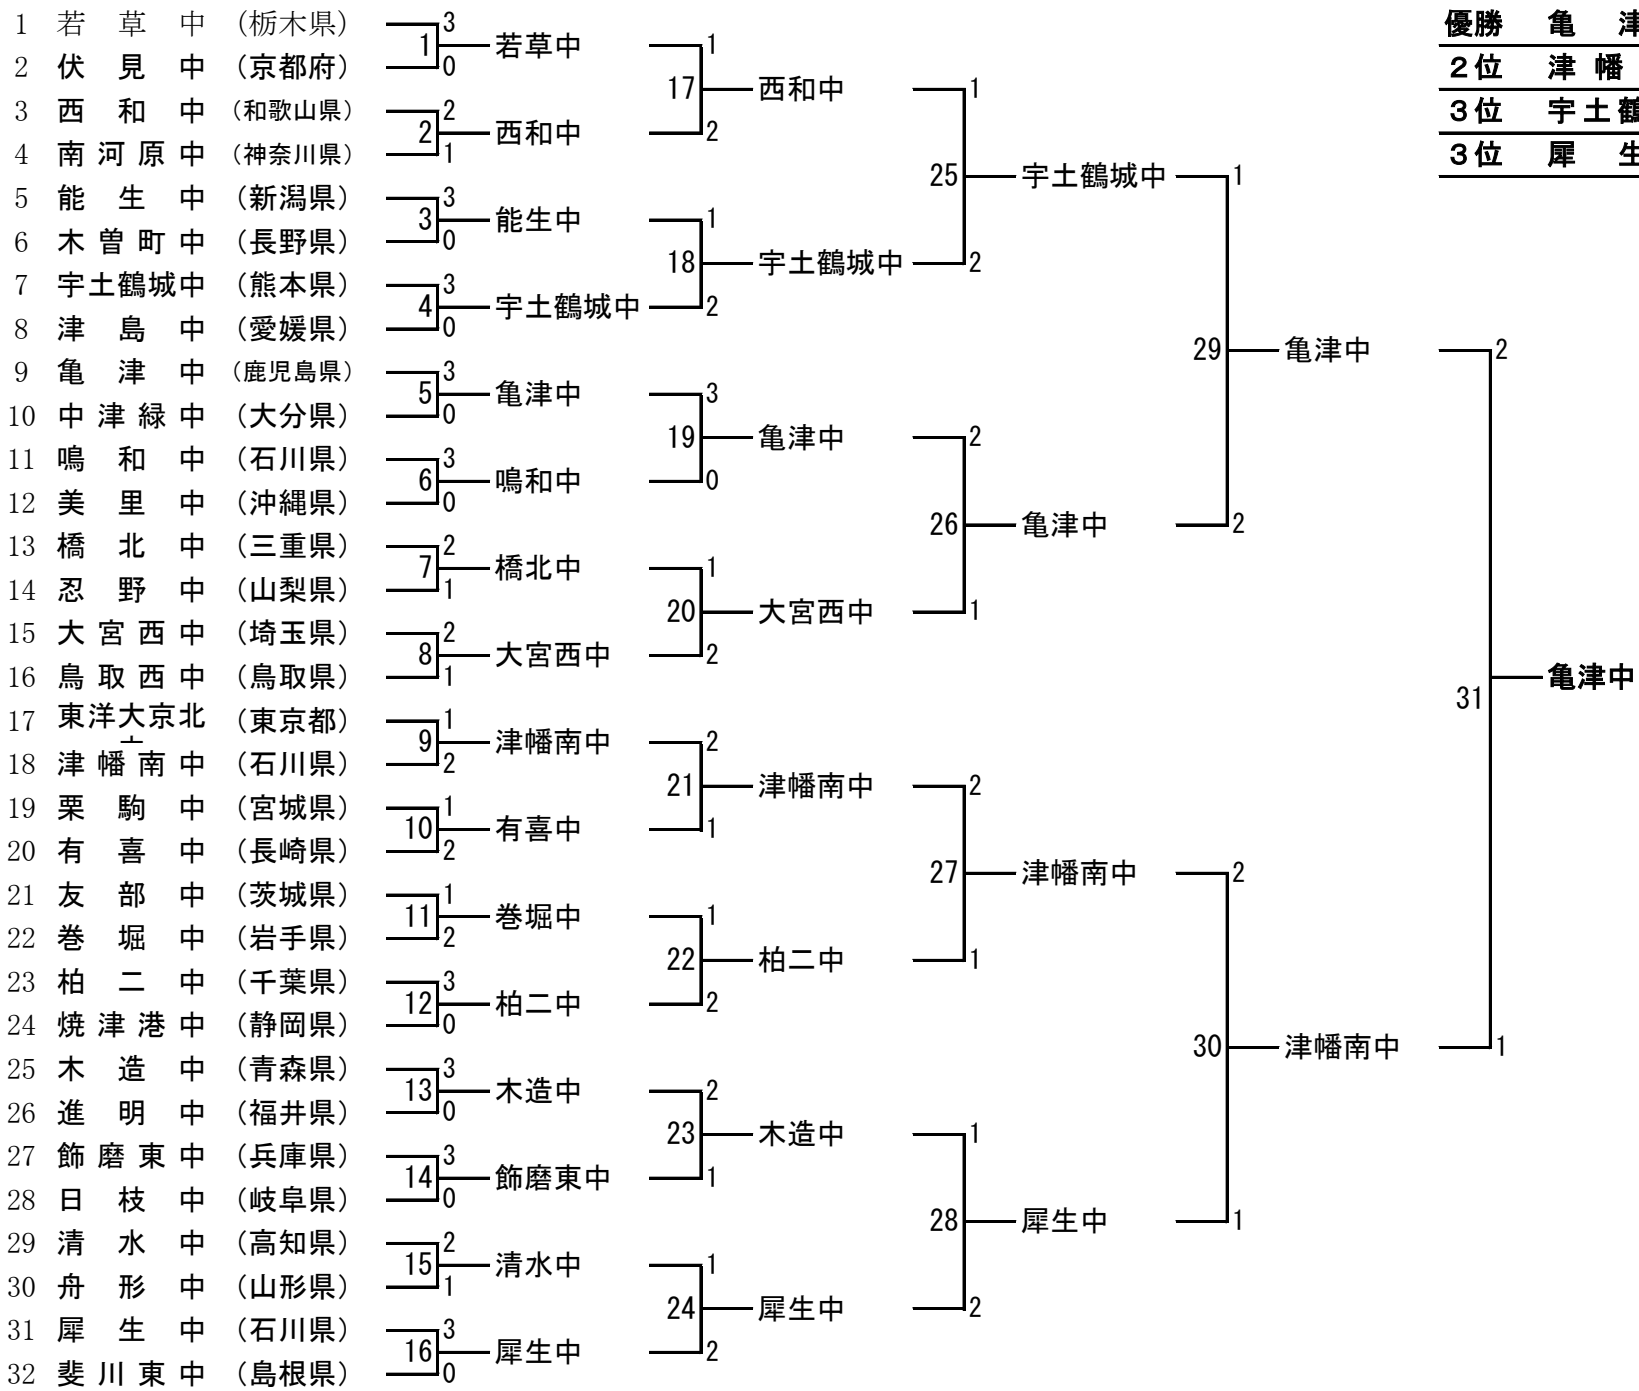 1 若草中 (栃木県) 3
1 若草中 1
2 伏見中 (京都府) 0
17 西和中 1
3 西和中 (和歌山県) 2
2 西和中 2
4 南河原中 (神奈川県) 1
25 宇土鶴城中 1
5 能生中 (新潟県) 3
3 能生中 1
6 木曽町中 (長野県) 0
18 宇土鶴城中 2
7 宇土鶴城中 (熊本県) 3
4 宇土鶴城中 2
8 津島中 (愛媛県) 0
29 亀津中 2
9 亀津中 (鹿児島県) 3
5 亀津中 3
10 中津緑中 (大分県) 0
19 亀津中 2
11 鳴和中 (石川県) 3
6 鳴和中 0
12 美里中 (沖縄県) 0
26 亀津中 2
13 橋北中 (三重県) 2
7 橋北中 1
14 忍野中 (山梨県) 1
20 大宮西中 1
15 大宮西中 (埼玉県) 2
8 大宮西中 2
16 鳥取西中 (鳥取県) 1
31 亀津中
17 東洋大京北 (東京都) 1
9 津幡南中 2
18 津幡南中 (石川県) 2
21 津幡南中 2
19 栗駒中 (宮城県) 1
10 有喜中 1
20 有喜中 (長崎県) 2
27 津幡南中 2
21 友部中 (茨城県) 1
11 巻堀中 1
22 巻堀中 (岩手県) 2
22 柏二中 1
23 柏二中 (千葉県) 3
12 柏二中 2
24 焼津港中 (静岡県) 0
30 津幡南中 1
25 木造中 (青森県) 3
13 木造中 2
26 進明中 (福井県) 0
23 木造中 1
27 飾磨東中 (兵庫県) 3
14 飾磨東中 1
28 日枝中 (岐阜県) 0
28 犀生中 1
29 清水中 (高知県) 2
15 清水中 1
30 舟形中 (山形県) 1
24 犀生中 2
31 犀生中 (石川県) 3
16 犀生中 2
32 斐川東中 (島根県) 0
優勝 亀津
2位 津幡
3位 宇土鶴
3位 犀生